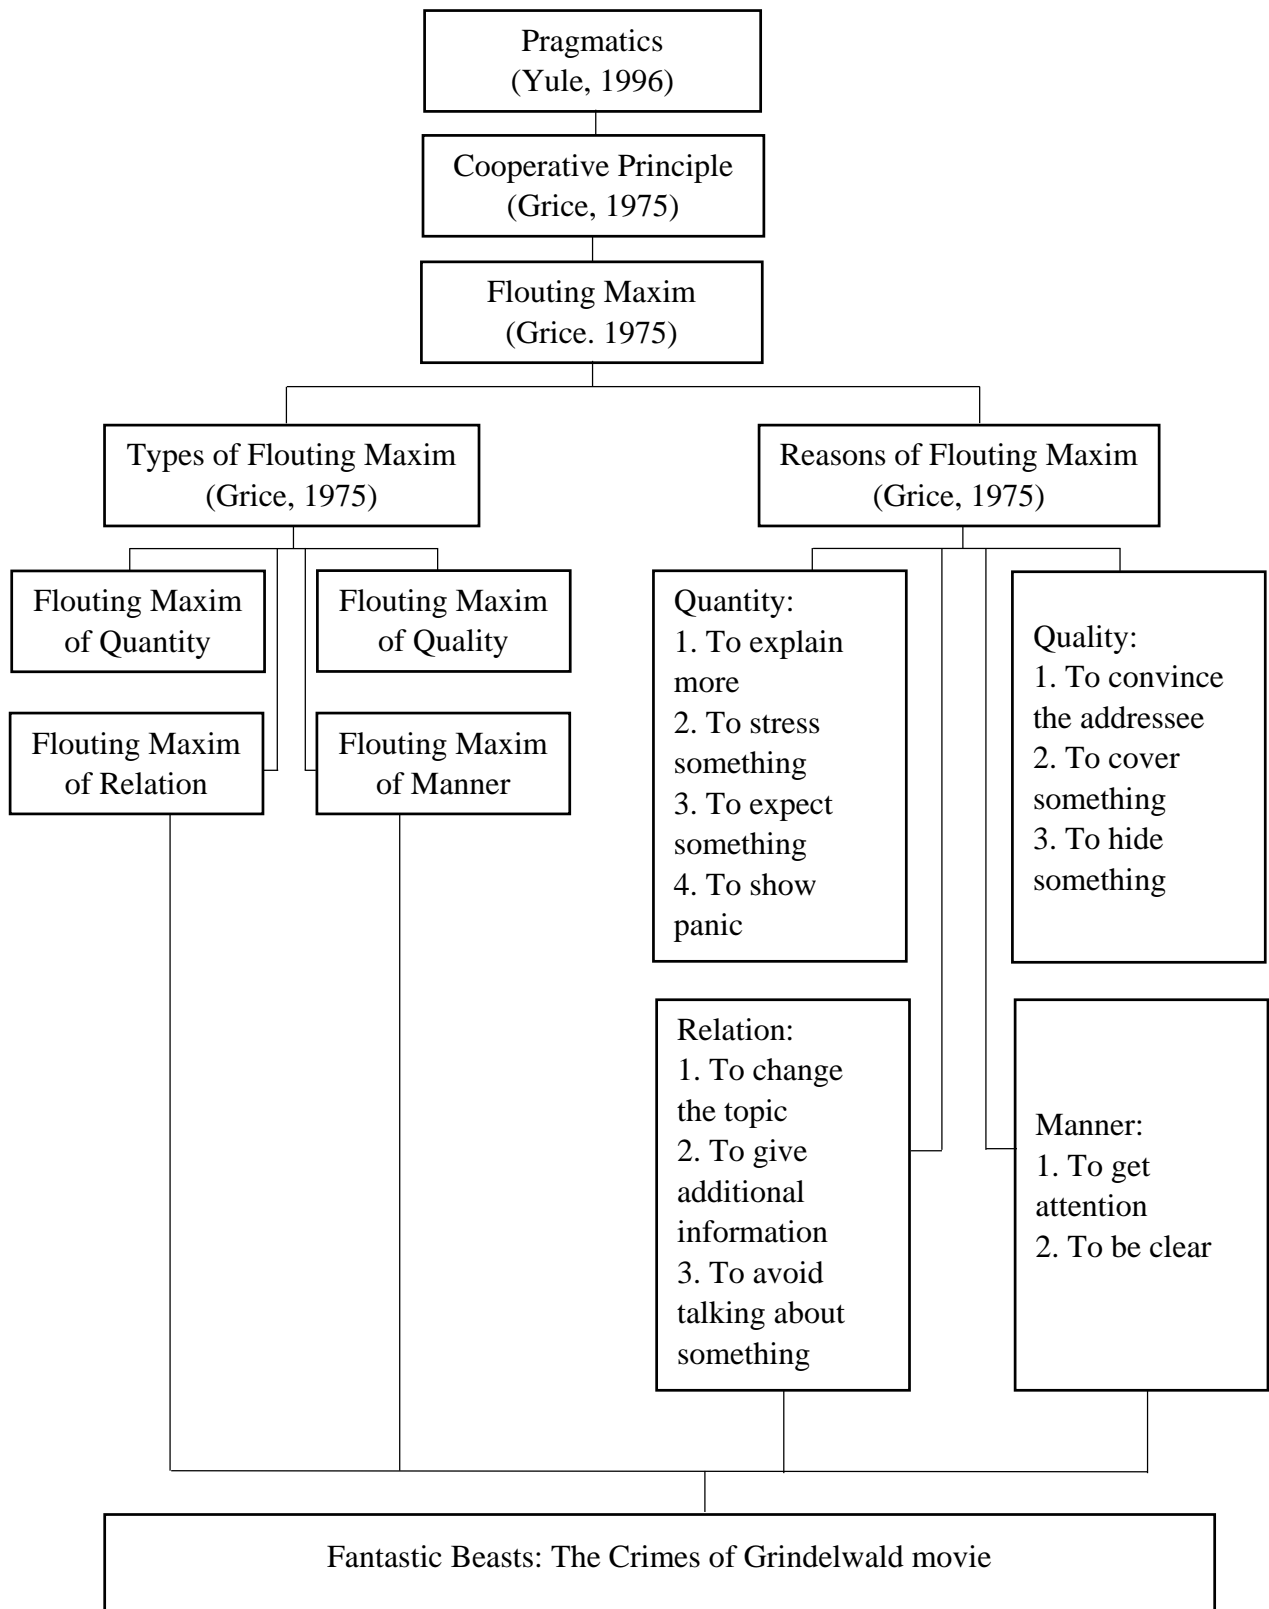 Pragmatics
(Yule, 1996)
Cooperative Principle
(Grice, 1975)
Flouting Maxim
(Grice. 1975)
Types of Flouting Maxim
(Grice, 1975)
Reasons of Flouting Maxim
(Grice, 1975)
Flouting Maxim
of Quantity
Flouting Maxim
of Quality
Flouting Maxim
of Relation
Flouting Maxim
of Manner
Quantity:
1. To explain
more
2. To stress
something
3. To expect
something
4. To show
panic
Quality:
1. To convince
the addressee
2. To cover
something
3. To hide
something
Relation:
1. To change
the topic
2. To give
additional
information
3. To avoid
talking about
something
Manner:
1. To get
attention
2. To be clear
Fantastic Beasts: The Crimes of Grindelwald movie